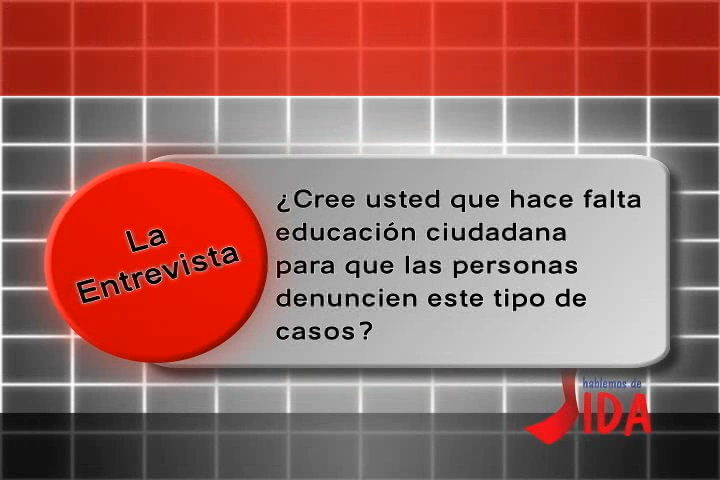 La
Entrevista
¿Cree usted que hace falta
educación ciudadana
para que las personas
denuncien este tipo de
casos?
hablemos de
SIDA